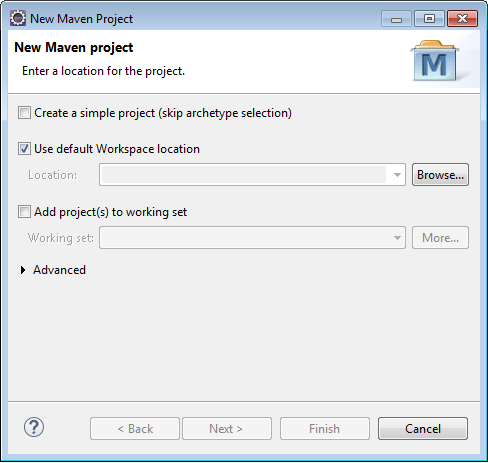 New Maven Project
New Maven project
Enter a location for the project.
M
Create a simple project (skip archetype selection)
Use default Workspace location
Location:
Browse...
Add project(s) to working set
Working set:
More...
Advanced
?
< Back
Next >
Finish
Cancel